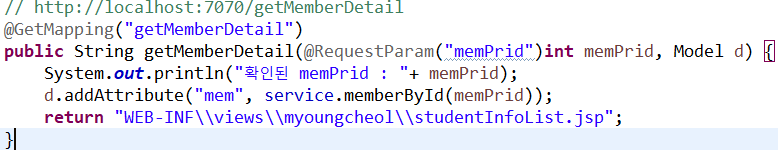 // http://localhost:7070/getMemberDetail
@GetMapping("getMemberDetail")
public String getMemberDetail(@RequestParam("memPrid")int memPrid, Model d) {
System.out.println("확인된 memPrid : "+ memPrid);
d.addAttribute("mem", service.memberById(memPrid));
return "WEB-INF\\views\\myoungcheol\\studentInfoList.jsp";
}